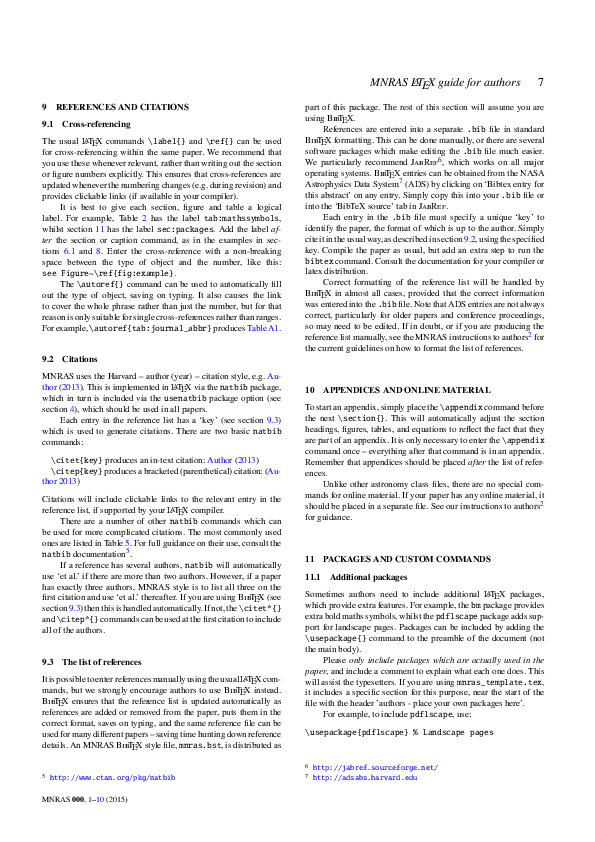 MNRAS LATEX guide for authors 7
9 REFERENCES AND CITATIONS
9.1 Cross-referencing
The usual LATEX commands \label{} and \ref{} can be used
for cross-referencing within the same paper. We recommend that
you use these whenever relevant, rather than writing out the section
or figure numbers explicitly. This ensures that cross-references are
updated whenever the numbering changes (e.g. during revision) and
provides clickable links (if available in your compiler).
It is best to give each section, figure and table a logical
label. For example, Table 2 has the label tab:mathssymbols,
whilst section 11 has the label sec:packages. Add the label af-
ter the section or caption command, as in the examples in sec-
tions 6.1 and 8. Enter the cross-reference with a non-breaking
space between the type of object and the number, like this:
see Figure~\ref{fig:example}.
The \autoref{} command can be used to automatically fill
out the type of object, saving on typing. It also causes the link
to cover the whole phrase rather than just the number, but for that
reason is only suitable for single cross-references rather than ranges.
For example, \autoref{tab:journal_abbr} produces Table A1.
9.2 Citations
MNRAS uses the Harvard – author (year) – citation style, e.g. Au-
thor (2013). This is implemented in LATEX via the natbib package,
which in turn is included via the usenatbib package option (see
section 4), which should be used in all papers.
Each entry in the reference list has a ‘key’ (see section 9.3)
which is used to generate citations. There are two basic natbib
commands:
\citet{key} produces an in-text citation: Author (2013)
\citep{key} produces a bracketed (parenthetical) citation: (Au-
thor 2013)
Citations will include clickable links to the relevant entry in the
reference list, if supported by your LATEX compiler.
There are a number of other natbib commands which can
be used for more complicated citations. The most commonly used
ones are listed in Table 5. For full guidance on their use, consult the
natbib documentation5.
If a reference has several authors, natbib will automatically
use ‘et al.’ if there are more than two authors. However, if a paper
has exactly three authors, MNRAS style is to list all three on the
first citation and use ‘et al.’ thereafter. If you are using BIBTEX (see
section 9.3) then this is handled automatically. If not, the \citet*{}
and \citep*{} commands can be used at the first citation to include
all of the authors.
9.3 The list of references
It is possible to enter references manually using the usual LATEX com-
mands, but we strongly encourage authors to use BIBTEX instead.
BIBTEX ensures that the reference list is updated automatically as
references are added or removed from the paper, puts them in the
correct format, saves on typing, and the same reference file can be
used for many different papers – saving time hunting down reference
details. An MNRAS BIBTEX style file, mnras.bst, is distributed as
5 http://www.ctan.org/pkg/natbib
MNRAS 000, 1–10 (2015)
part of this package. The rest of this section will assume you are
using BIBTEX.
References are entered into a separate .bib file in standard
BIBTEX formatting. This can be done manually, or there are several
software packages which make editing the .bib file much easier.
We particularly recommend JABREF6, which works on all major
operating systems. BIBTEX entries can be obtained from the NASA
Astrophysics Data System7 (ADS) by clicking on ‘Bibtex entry for
this abstract’ on any entry. Simply copy this into your .bib file or
into the ‘BibTeX source’ tab in JABREF.
Each entry in the .bib file must specify a unique ‘key’ to
identify the paper, the format of which is up to the author. Simply
cite it in the usual way, as described in section 9.2, using the specified
key. Compile the paper as usual, but add an extra step to run the
bibtex command. Consult the documentation for your compiler or
latex distribution.
Correct formatting of the reference list will be handled by
BIBTEX in almost all cases, provided that the correct information
was entered into the .bib file. Note that ADS entries are not always
correct, particularly for older papers and conference proceedings,
so may need to be edited. If in doubt, or if you are producing the
reference list manually, see the MNRAS instructions to authors2 for
the current guidelines on how to format the list of references.
10 APPENDICES AND ONLINE MATERIAL
To start an appendix, simply place the \appendix command before
the next \section{}. This will automatically adjust the section
headings, figures, tables, and equations to reflect the fact that they
are part of an appendix. It is only necessary to enter the \appendix
command once – everything after that command is in an appendix.
Remember that appendices should be placed after the list of refer-
ences.
Unlike other astronomy class files, there are no special com-
mands for online material. If your paper has any online material, it
should be placed in a separate file. See our instructions to authors2
for guidance.
11 PACKAGES AND CUSTOM COMMANDS
11.1 Additional packages
Sometimes authors need to include additional LATEX packages,
which provide extra features. For example, the bm package provides
extra bold maths symbols, whilst the pdflscape package adds sup-
port for landscape pages. Packages can be included by adding the
\usepackage{} command to the preamble of the document (not
the main body).
Please only include packages which are actually used in the
paper, and include a comment to explain what each one does. This
will assist the typesetters. If you are using mnras_template.tex,
it includes a specific section for this purpose, near the start of the
file with the header 'authors - place your own packages here'.
For example, to include pdflscape, use:
\usepackage{pdflscape} % Landscape pages
6 http://jabref.sourceforge.net/
7 http://adsabs.harvard.edu